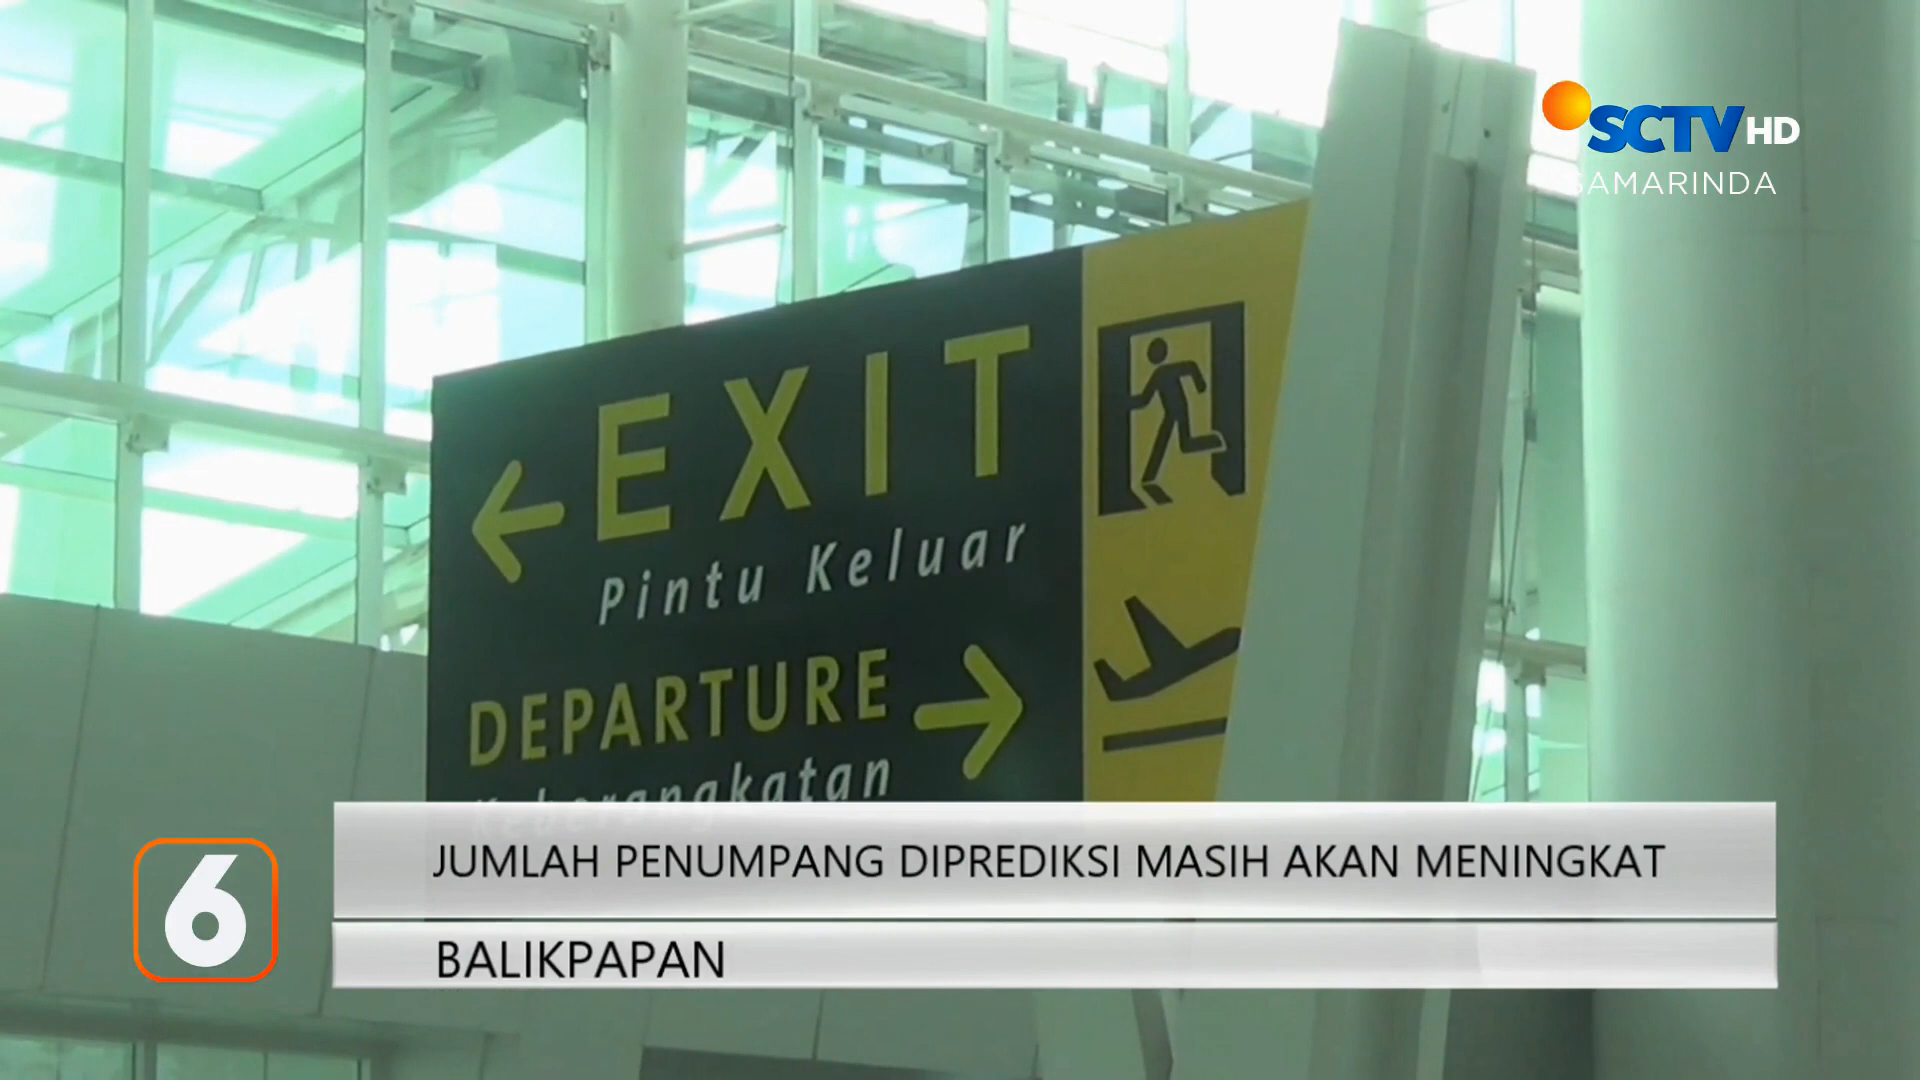 SCTV HD
SAMARINDA
EXIT
Pintu Keluar
DEPARTURE
Keberangkatan
6
JUMLAH PENUMPANG DIPREDIKSI MASIH AKAN MENINGKAT
BALIKPAPAN